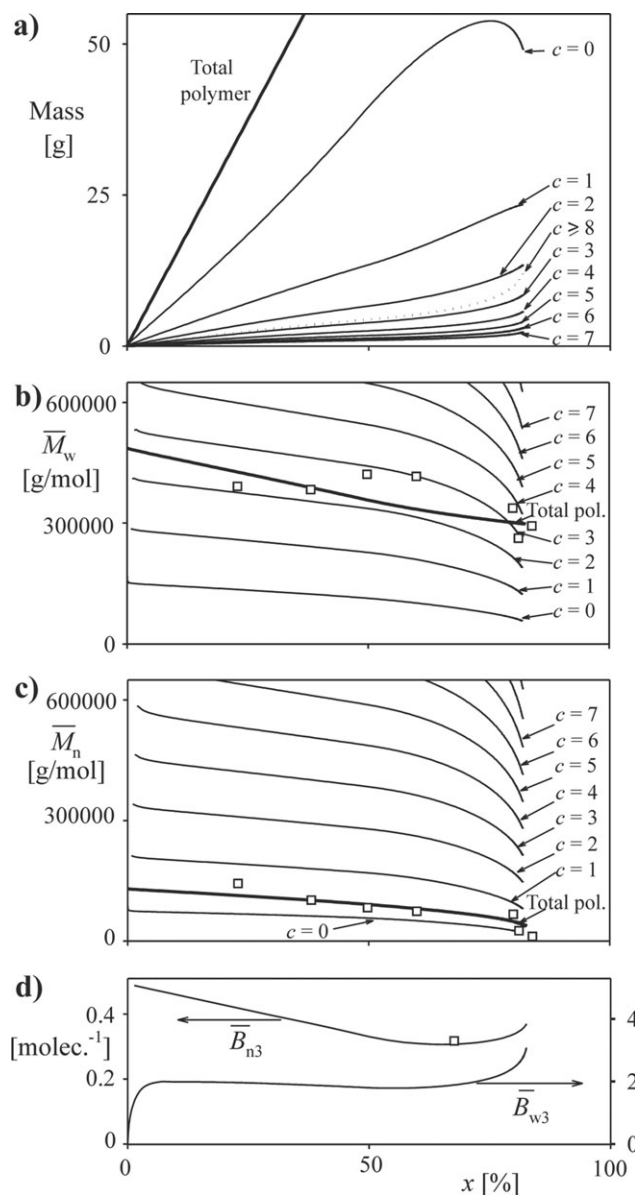 a)
50
Mass
[g]
25
0
Total
polymer
c = 0
c = 1
c = 2
c ⩾ 8
c = 3
c = 4
c = 5
c = 6
c = 7
b)
600000
M̅w
[g/mol]
300000
0
c = 7
c = 6
c = 5
c = 4
Total pol.
c = 3
c = 2
c = 1
c = 0
c)
600000
M̅n
[g/mol]
300000
0
c = 7
c = 6
c = 5
c = 4
c = 3
c = 2
c = 1
Total pol.
c = 0
d)
0.4
[molec.⁻¹]
0.2
0
B̅n3
B̅w3
4
2
0
0 50 100
x [%]